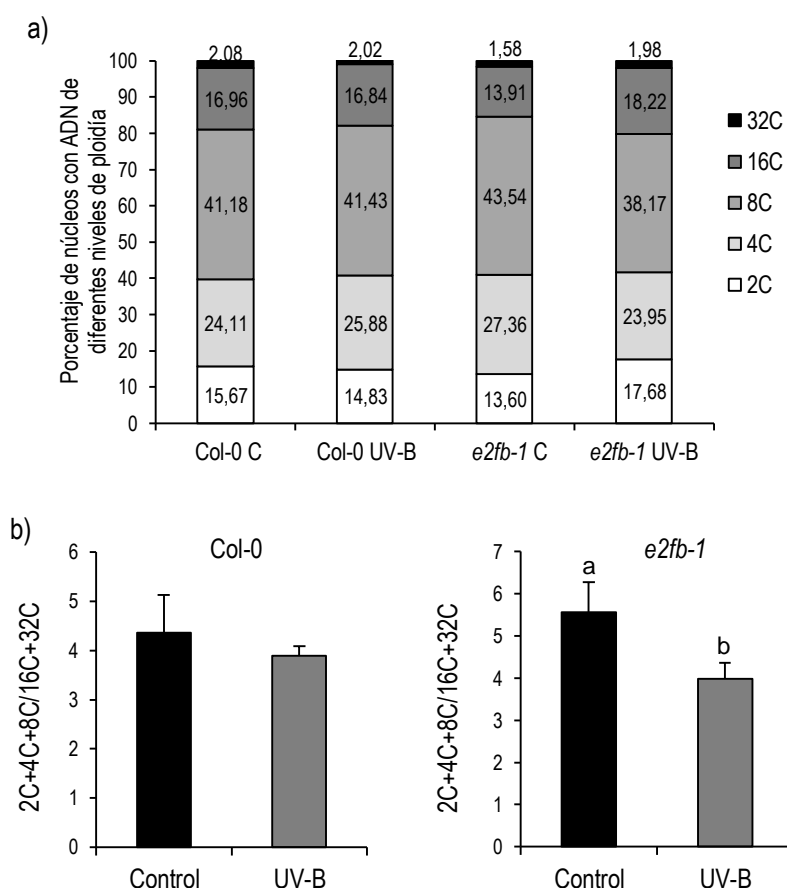 a)
Porcentaje de núcleos con ADN de
diferentes niveles de ploidía
100
90
80
70
60
50
40
30
20
10
0
2,08
2,02
1,58
1,98
16,96
16,84
13,91
18,22
41,18
41,43
43,54
38,17
24,11
25,88
27,36
23,95
15,67
14,83
13,60
17,68
Col-0 C
Col-0 UV-B
e2fb-1 C
e2fb-1 UV-B
32C
16C
8C
4C
2C
b)
Col-0
2C+4C+8C/16C+32C
6
5
4
3
2
1
0
Control
UV-B
e2fb-1
2C+4C+8C/16C+32C
7
6
5
4
3
2
1
0
a
b
Control
UV-B